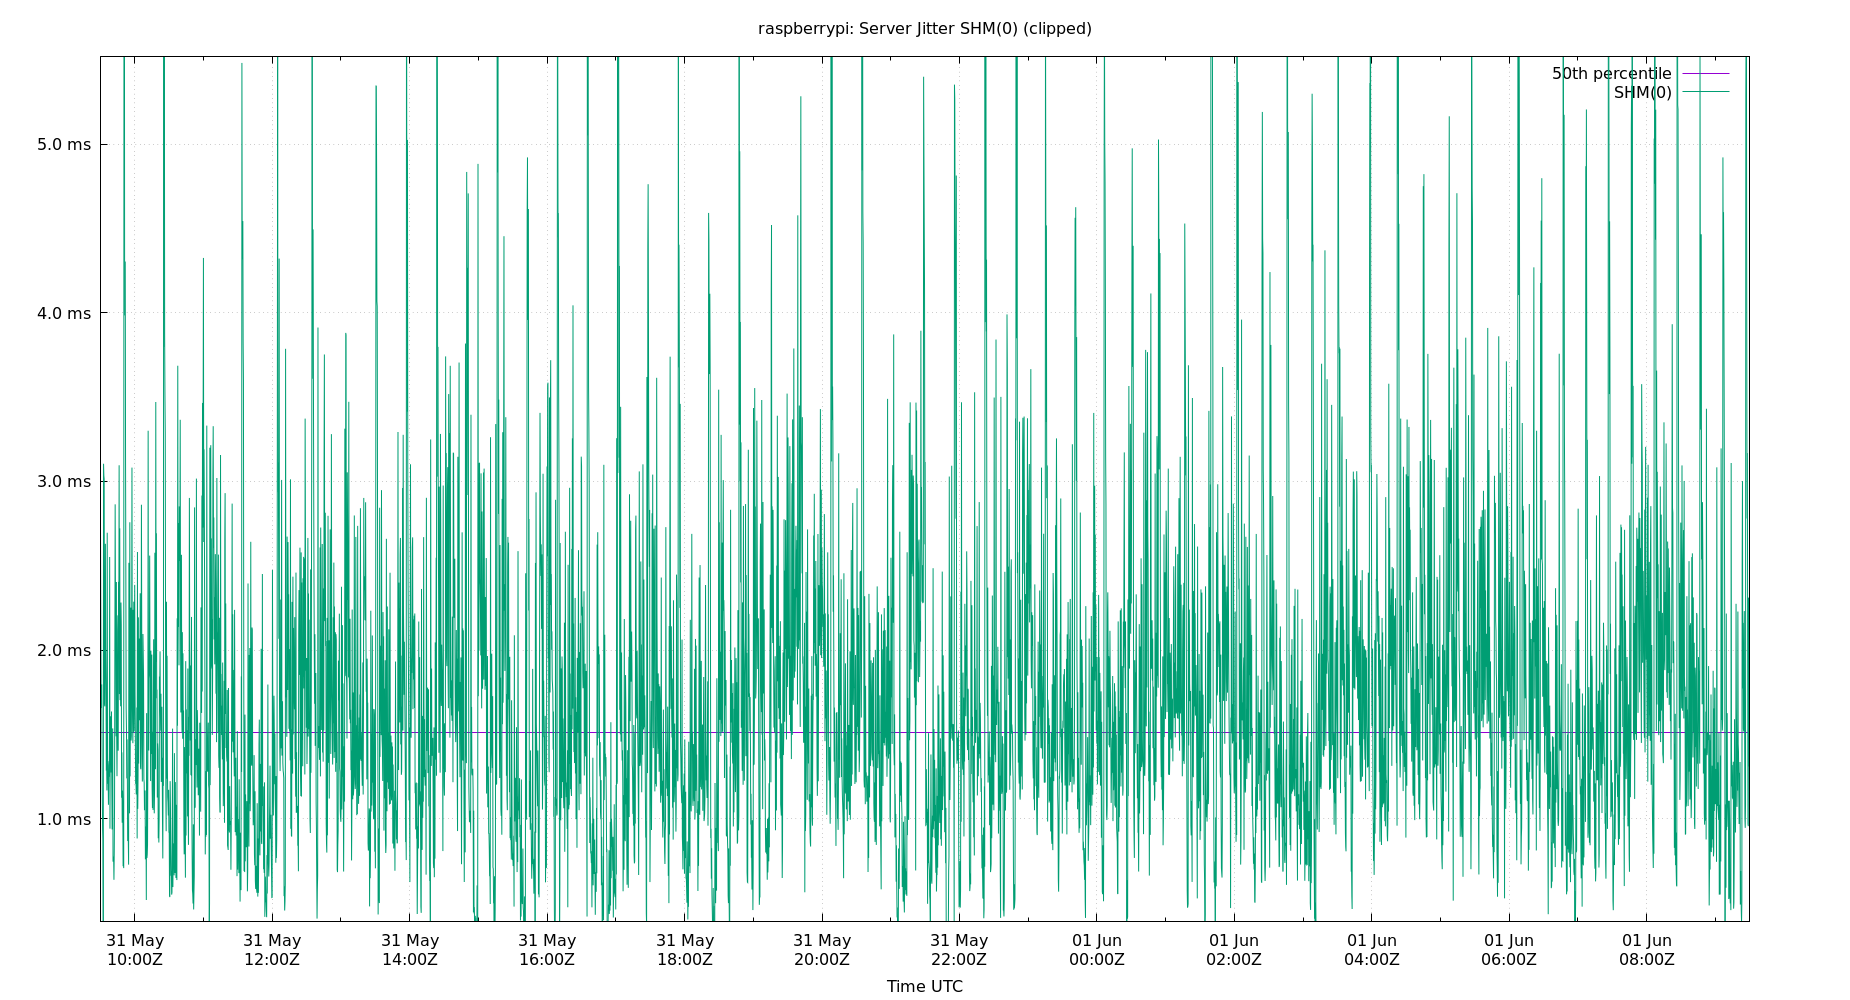 raspberrypi: Server Jitter SHM(0) (clipped)
50th percentile
SHM(0)
5.0 ms
4.0 ms
3.0 ms
2.0 ms
1.0 ms
31 May 31 May 31 May 31 May 31 May 31 May 31 May 01 Jun 01 Jun 01 Jun 01 Jun 01 Jun
10:00Z 12:00Z 14:00Z 16:00Z 18:00Z 20:00Z 22:00Z 00:00Z 02:00Z 04:00Z 06:00Z 08:00Z
Time UTC